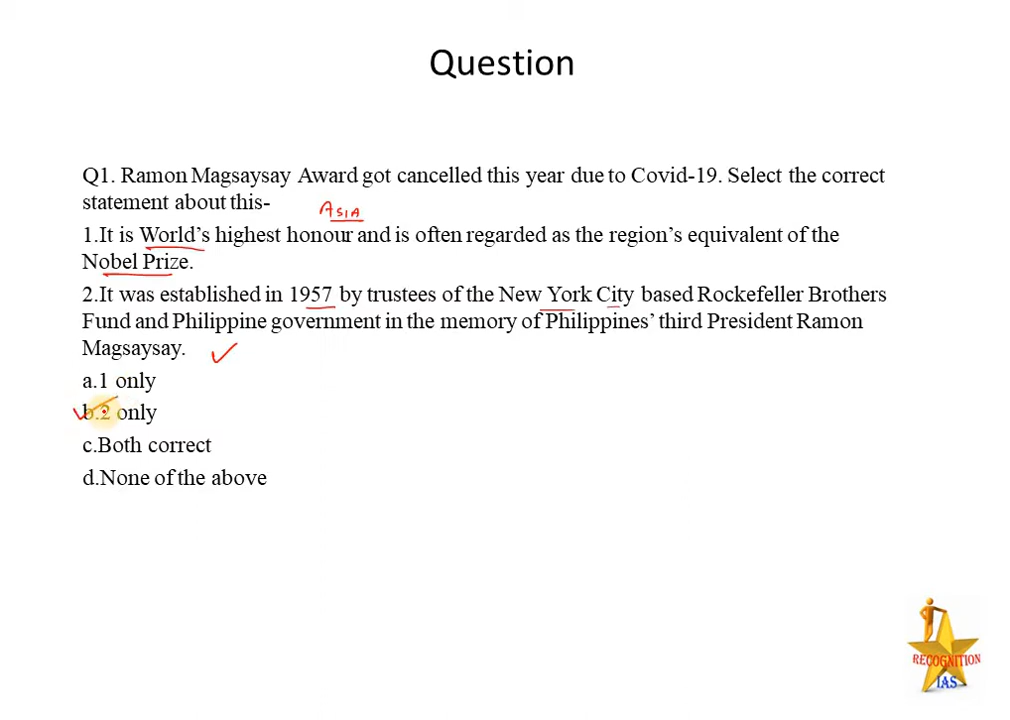 Question
Q1. Ramon Magsaysay Award got cancelled this year due to Covid-19. Select the correct
statement about this-
ASIA
1.It is World's highest honour and is often regarded as the region's equivalent of the
Nobel Prize.
2.It was established in 1957 by trustees of the New York City based Rockefeller Brothers
Fund and Philippine government in the memory of Philippines' third President Ramon
Magsaysay.
a.1 only
b.2 only
c.Both correct
d.None of the above
RECOGNITION
IAS